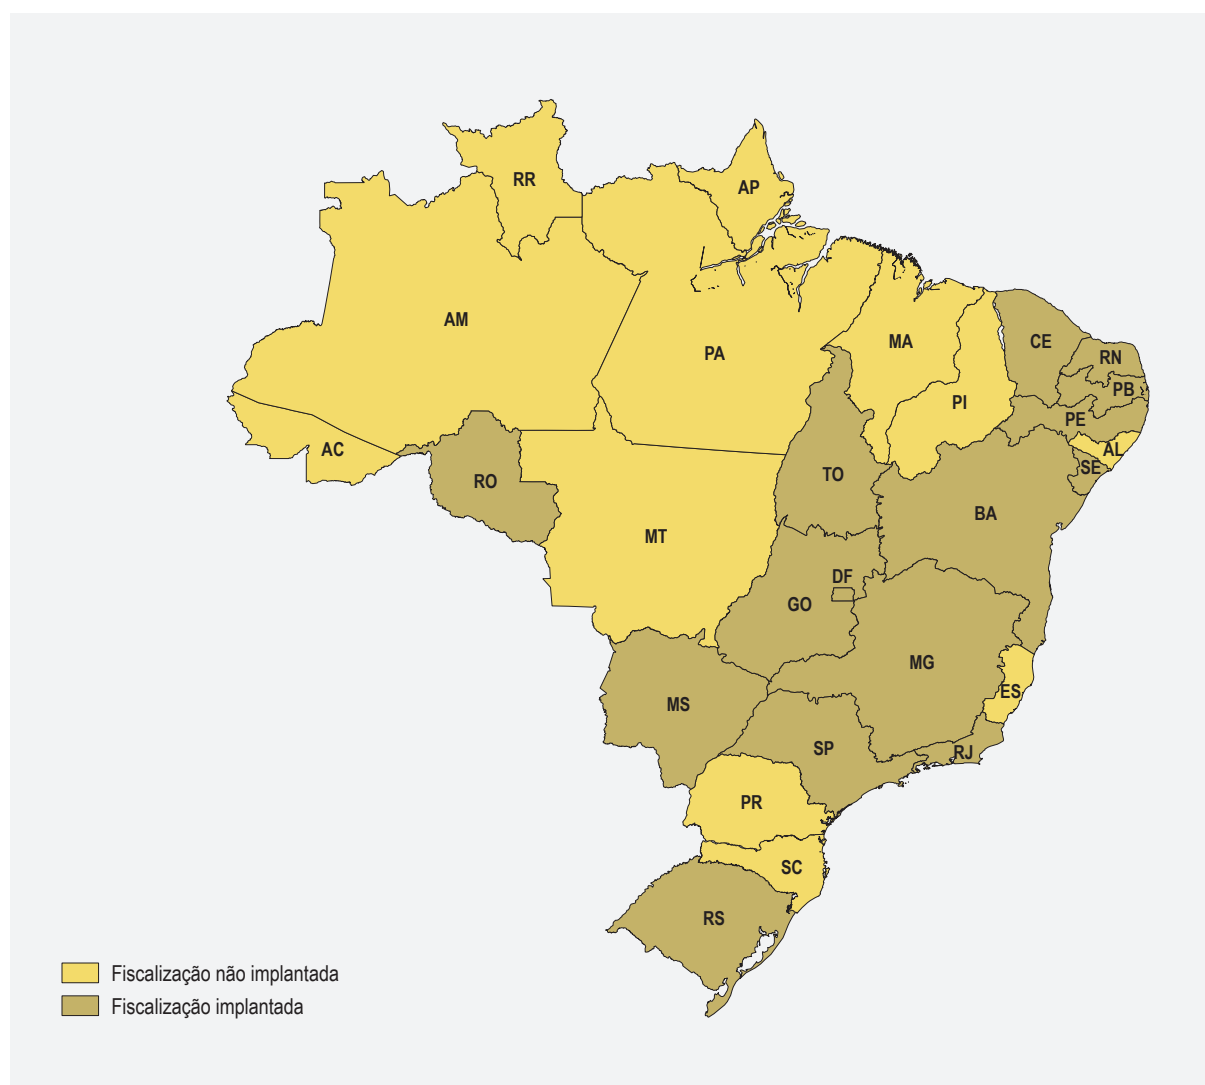 RR
AP
AM
PA
MA
CE
RN
PB
PI
PE
AC
AL
SE
RO
TO
BA
MT
DF
GO
MG
ES
MS
SP
RJ
PR
SC
RS
Fiscalização não implantada
Fiscalização implantada